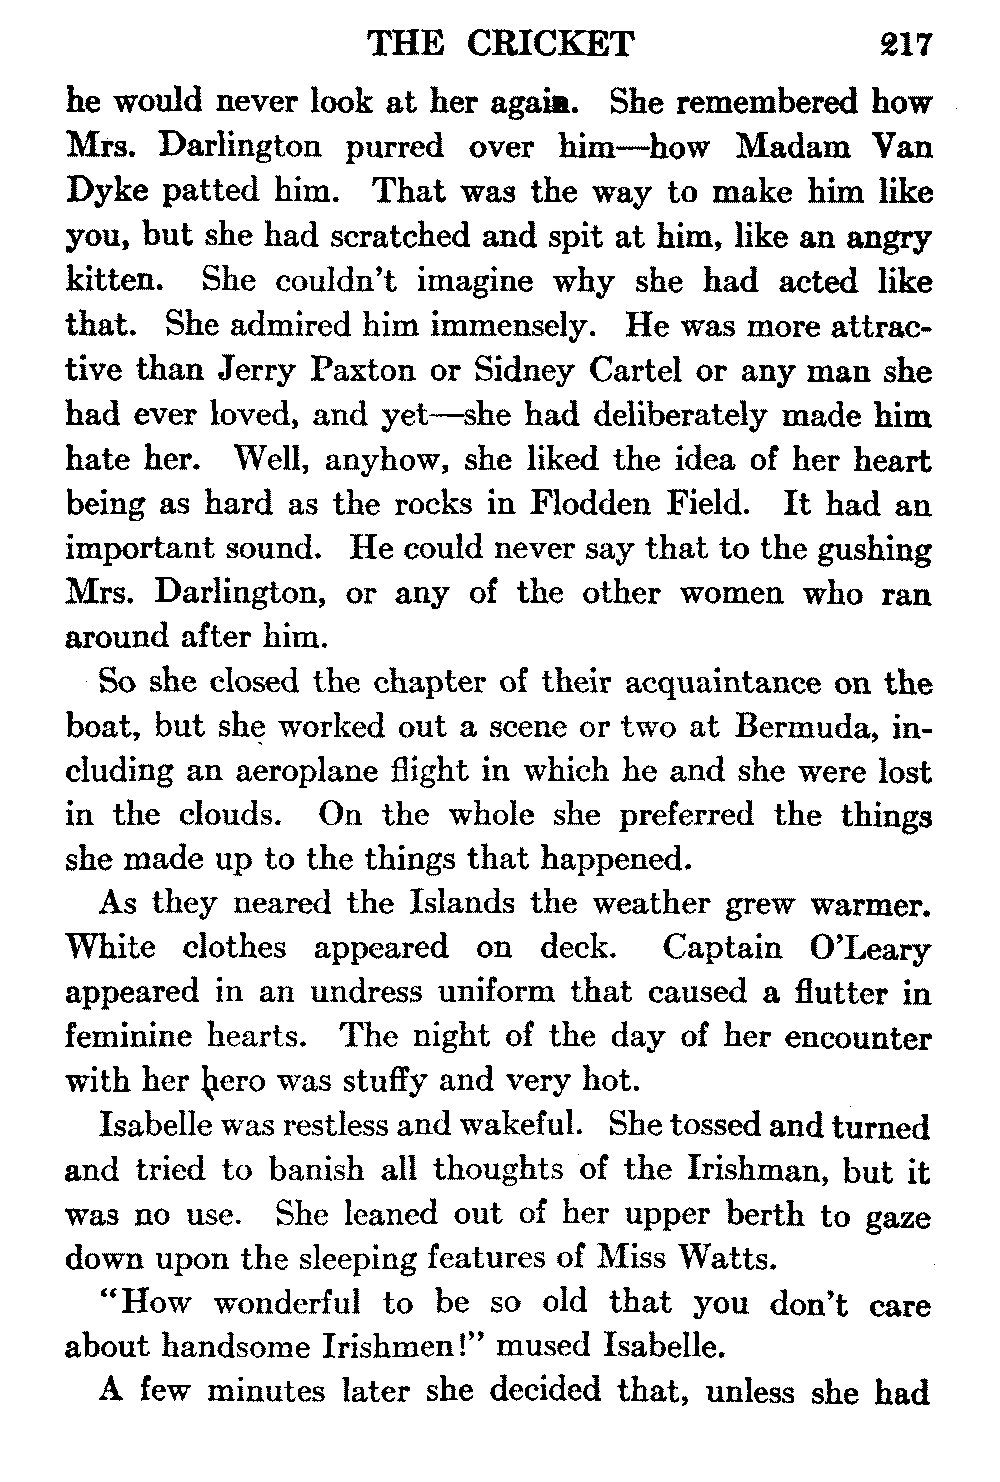 THE CRICKET 217
he would never look at her again. She remembered how
Mrs. Darlington purred over him—how Madam Van
Dyke patted him. That was the way to make him like
you, but she had scratched and spit at him, like an angry
kitten. She couldn't imagine why she had acted like
that. She admired him immensely. He was more attrac-
tive than Jerry Paxton or Sidney Cartel or any man she
had ever loved, and yet—she had deliberately made him
hate her. Well, anyhow, she liked the idea of her heart
being as hard as the rocks in Flodden Field. It had an
important sound. He could never say that to the gushing
Mrs. Darlington, or any of the other women who ran
around after him.
So she closed the chapter of their acquaintance on the
boat, but she worked out a scene or two at Bermuda, in-
cluding an aeroplane flight in which he and she were lost
in the clouds. On the whole she preferred the things
she made up to the things that happened.
As they neared the Islands the weather grew warmer.
White clothes appeared on deck. Captain O'Leary
appeared in an undress uniform that caused a flutter in
feminine hearts. The night of the day of her encounter
with her hero was stuffy and very hot.
Isabelle was restless and wakeful. She tossed and turned
and tried to banish all thoughts of the Irishman, but it
was no use. She leaned out of her upper berth to gaze
down upon the sleeping features of Miss Watts.
"How wonderful to be so old that you don't care
about handsome Irishmen!" mused Isabelle.
A few minutes later she decided that, unless she had